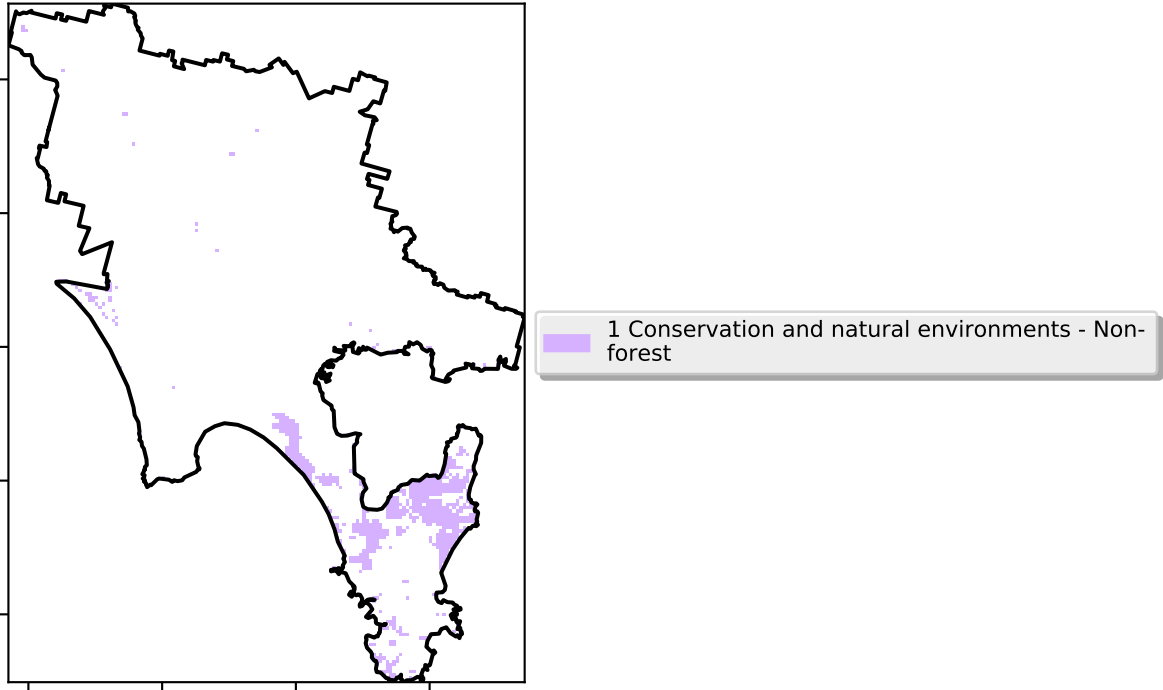 1 Conservation and natural environments - Non-
forest